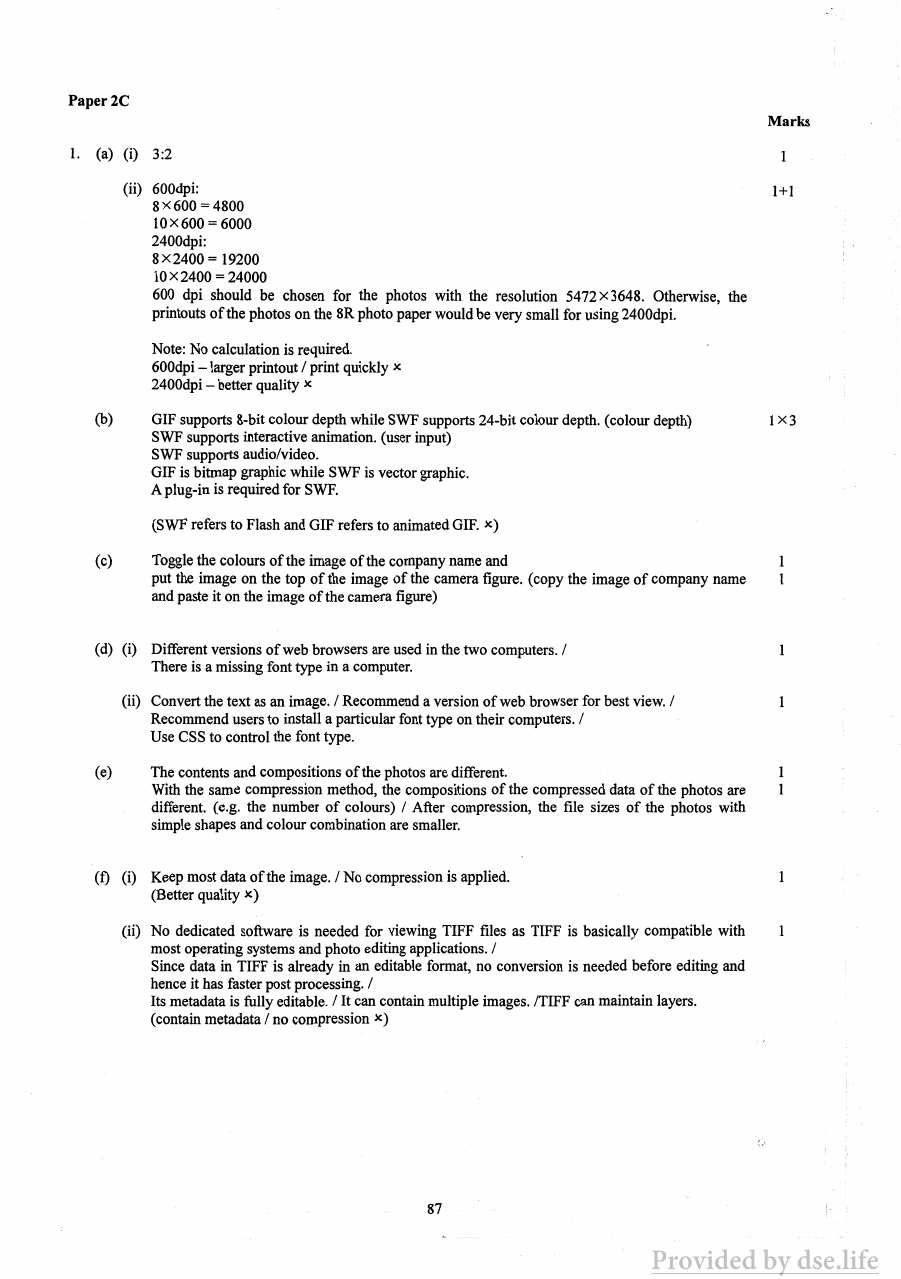 Paper 2C
Marks
1. (a) (i) 3:2 1
(ii) 600dpi: 1+1
8×600 = 4800
10×600 = 6000
2400dpi:
8×2400 = 19200
10×2400 = 24000
600 dpi should be chosen for the photos with the resolution 5472×3648. Otherwise, the
printouts of the photos on the 8R photo paper would be very small for using 2400dpi.
Note: No calculation is required.
600dpi – larger printout / print quickly ×
2400dpi – better quality ×
(b) GIF supports 8-bit colour depth while SWF supports 24-bit colour depth. (colour depth) 1×3
SWF supports interactive animation. (user input)
SWF supports audio/video.
GIF is bitmap graphic while SWF is vector graphic.
A plug-in is required for SWF.
(SWF refers to Flash and GIF refers to animated GIF. ×)
(c) Toggle the colours of the image of the company name and 1
put the image on the top of the image of the camera figure. (copy the image of company name 1
and paste it on the image of the camera figure)
(d) (i) Different versions of web browsers are used in the two computers. / 1
There is a missing font type in a computer.
(ii) Convert the text as an image. / Recommend a version of web browser for best view. / 1
Recommend users to install a particular font type on their computers. /
Use CSS to control the font type.
(e) The contents and compositions of the photos are different. 1
With the same compression method, the compositions of the compressed data of the photos are 1
different. (e.g. the number of colours) / After compression, the file sizes of the photos with
simple shapes and colour combination are smaller.
(f) (i) Keep most data of the image. / No compression is applied. 1
(Better quality ×)
(ii) No dedicated software is needed for viewing TIFF files as TIFF is basically compatible with 1
most operating systems and photo editing applications. /
Since data in TIFF is already in an editable format, no conversion is needed before editing and
hence it has faster post processing. /
Its metadata is fully editable. / It can contain multiple images. /TIFF can maintain layers.
(contain metadata / no compression ×)
87
Provided by dse.life